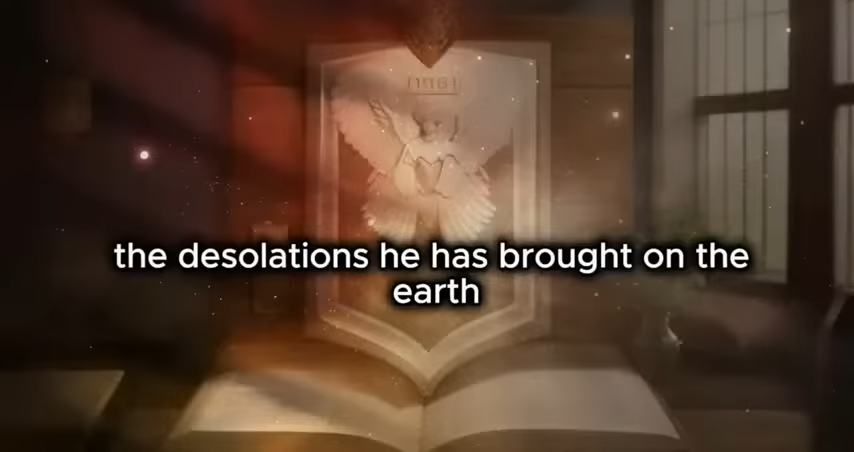 the desolations he has brought on the
earth